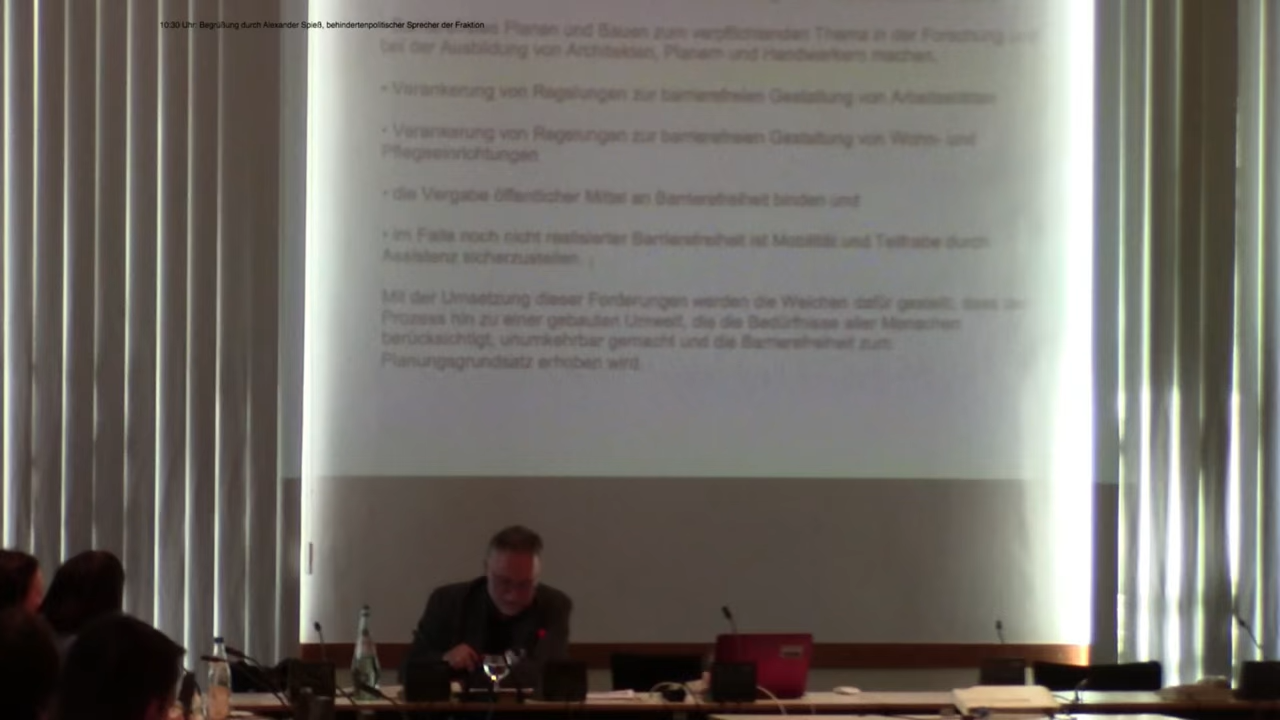 10:30 Uhr: Begrüßung durch Alexander Spieß, behindertenpolitischer Sprecher der Fraktion
Planen und Bauen zum verpflichtenden Thema in der Forschung und
bei der Ausbildung von Architekten, Planern und Handwerkern machen.
• Verankerung von Regelungen zur barrierefreien Gestaltung von Arbeitsstätten
• Verankerung von Regelungen zur barrierefreien Gestaltung von Wohn- und
Pflegeeinrichtungen
• die Vergabe öffentlicher Mittel an Barrierefreiheit binden und
• im Falle noch nicht realisierter Barrierefreiheit ist Mobilität und Teilhabe durch
Assistenz sicherzustellen.
Mit der Umsetzung dieser Forderungen werden die Weichen dafür gestellt, dass der
Prozess hin zu einer gebauten Umwelt, die die Bedürfnisse aller Menschen
berücksichtigt, unumkehrbar gemacht und die Barrierefreiheit zum
Planungsgrundsatz erhoben wird.